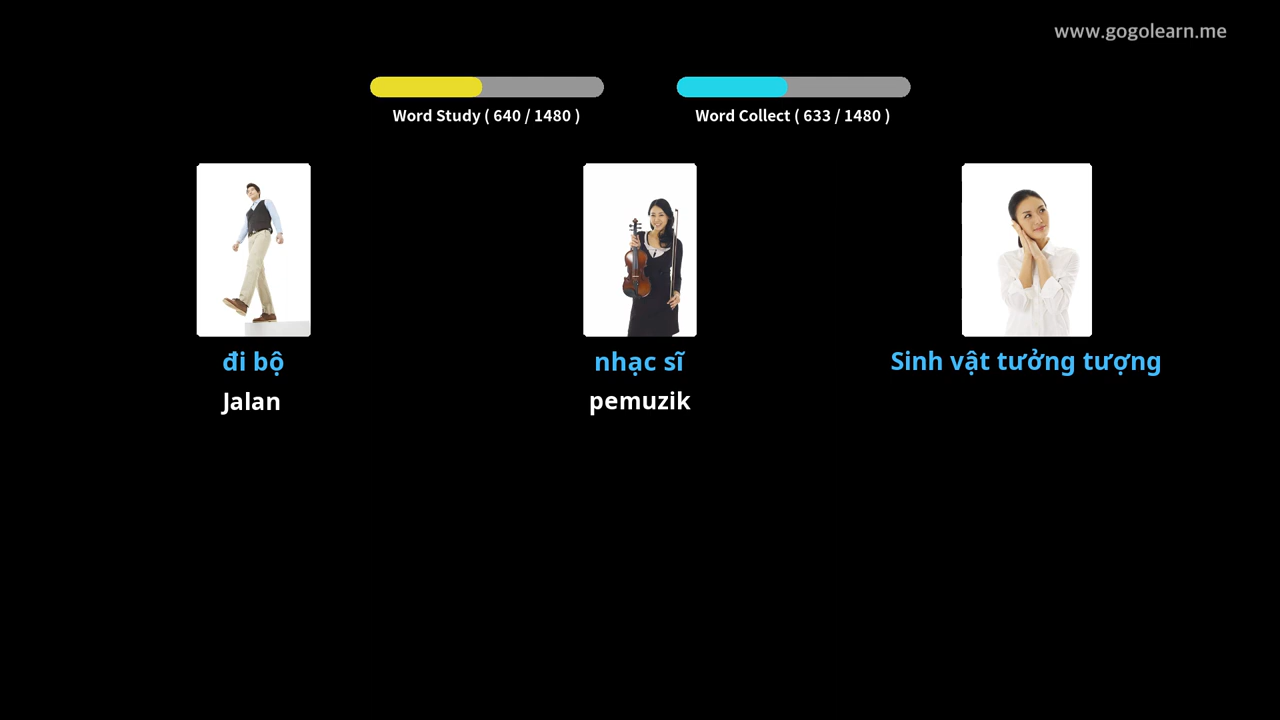 www.gogolearn.me
Word Study ( 640 / 1480 )
Word Collect ( 633 / 1480 )
đi bộ
Jalan
nhạc sĩ
pemuzik
Sinh vật tưởng tượng